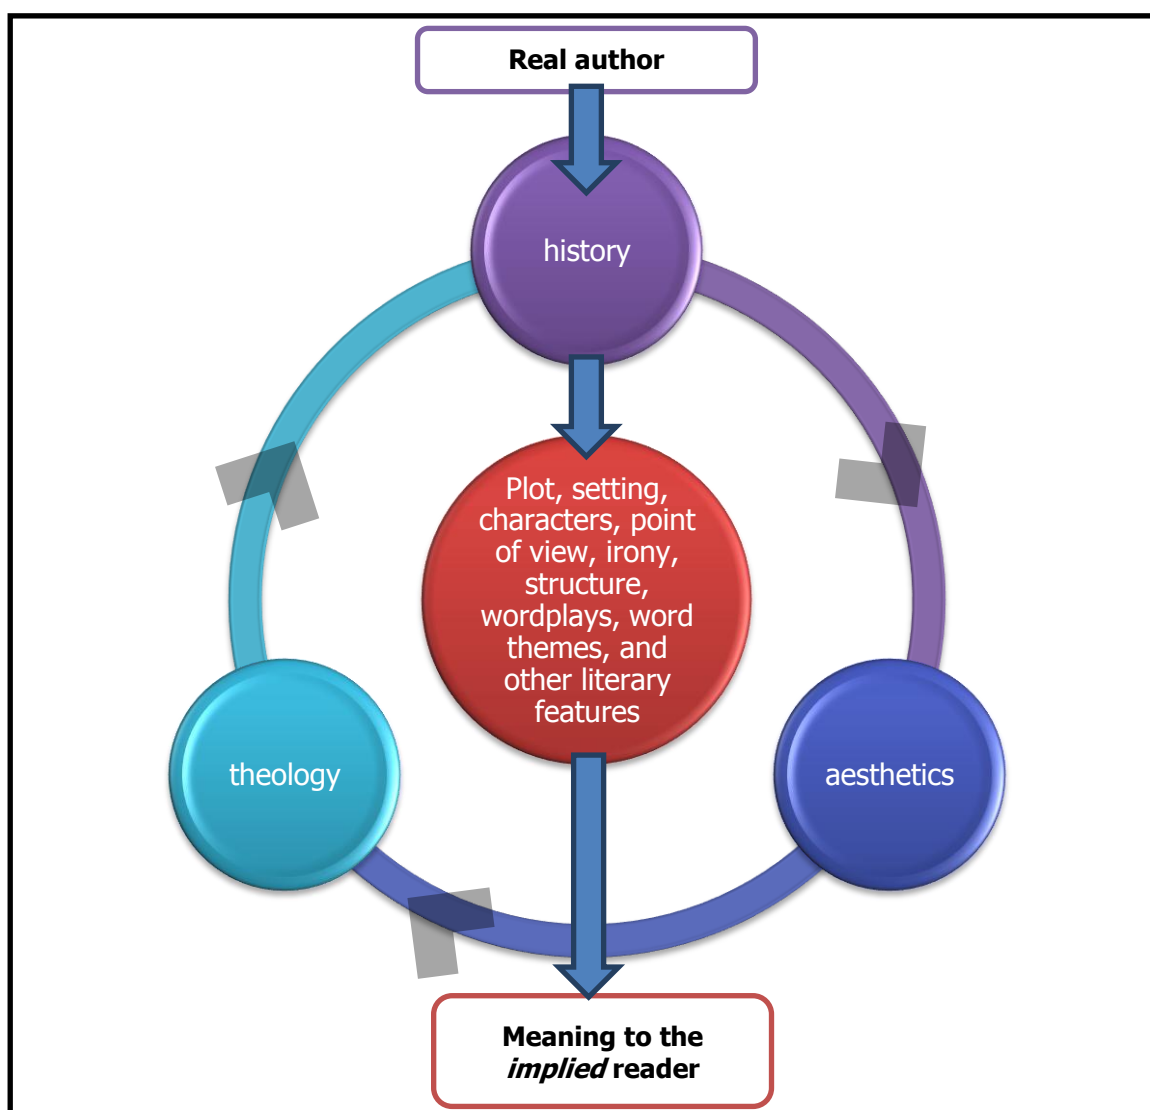 Real author
history
Plot, setting,
characters, point
of view, irony,
structure,
wordplays, word
themes, and
other literary
features
theology
aesthetics
Meaning to the
implied reader